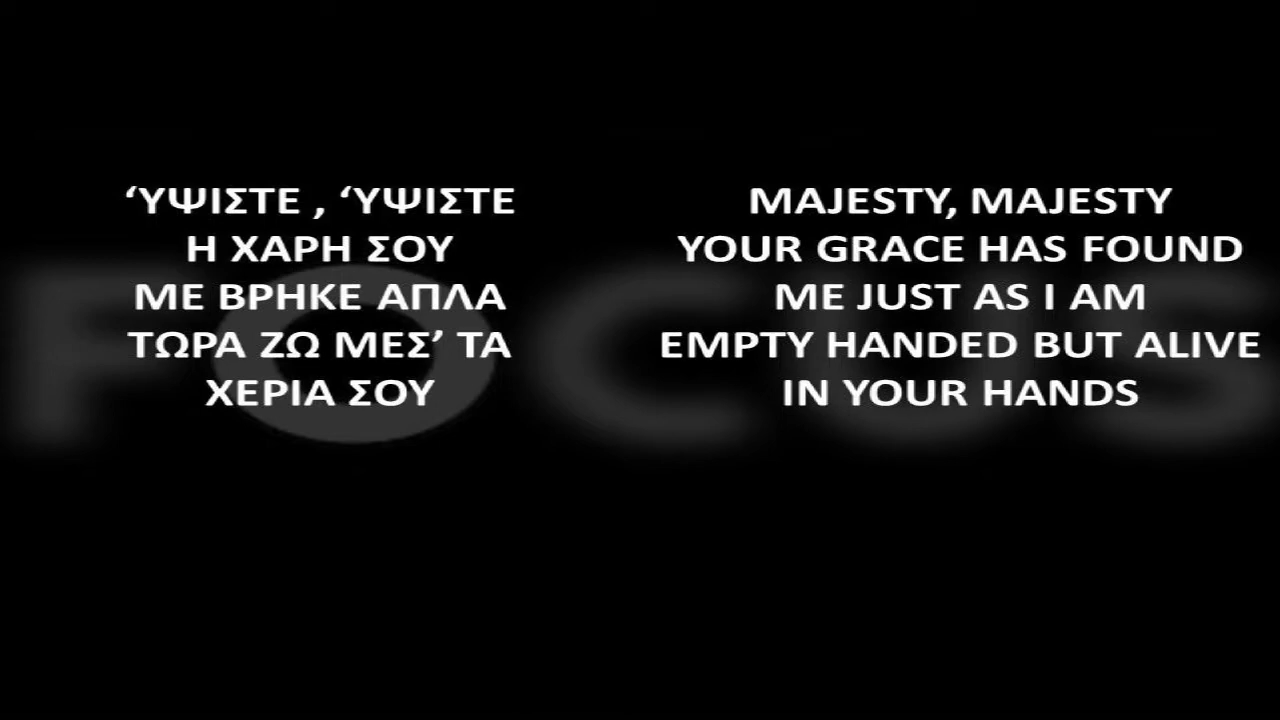 ‘ΥΨΙΣΤΕ , ‘ΥΨΙΣΤΕ
Η ΧΑΡΗ ΣΟΥ
ΜΕ ΒΡΗΚΕ ΑΠΛΑ
ΤΩΡΑ ΖΩ ΜΕΣ’ ΤΑ
ΧΕΡΙΑ ΣΟΥ
MAJESTY, MAJESTY
YOUR GRACE HAS FOUND
ME JUST AS I AM
EMPTY HANDED BUT ALIVE
IN YOUR HANDS
FOCUS